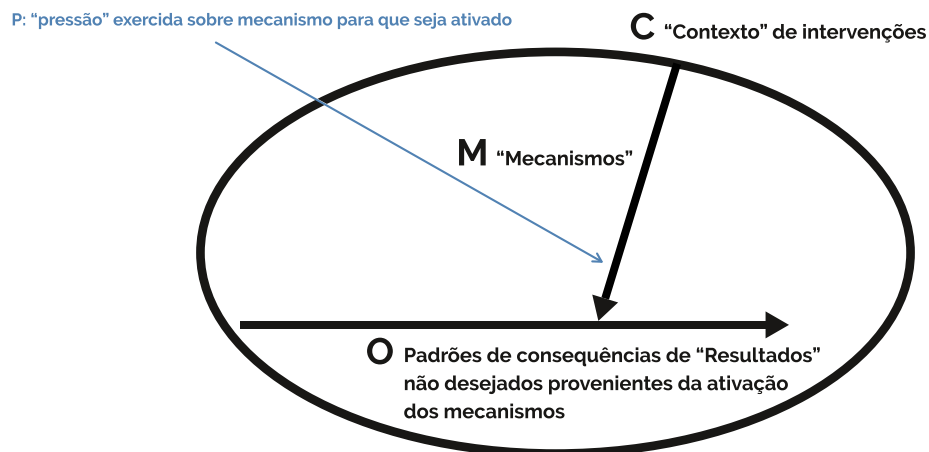 P: “pressão” exercida sobre mecanismo para que seja ativado
C “Contexto” de intervenções
M “Mecanismos”
O Padrões de consequências de “Resultados”
não desejados provenientes da ativação
dos mecanismos